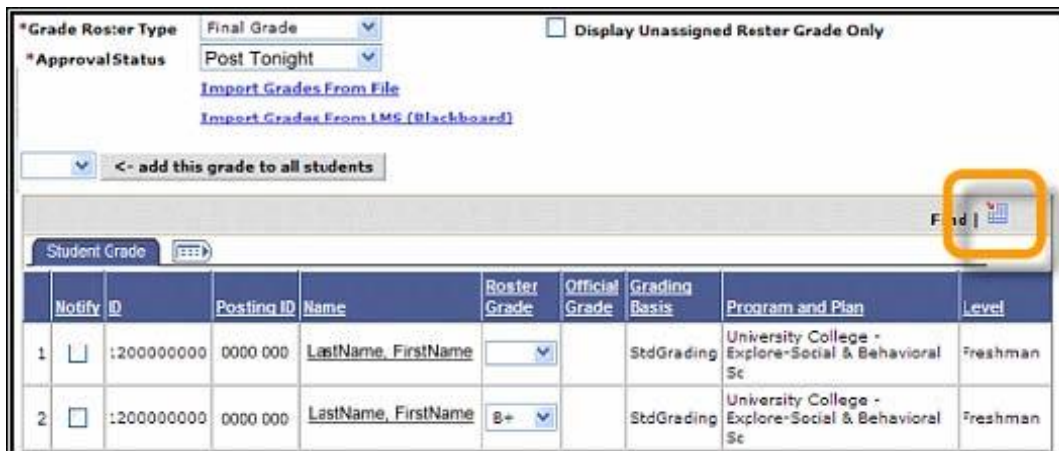 *Grade Roster Type Final Grade Display Unassigned Roster Grade Only
*Approval Status Post Tonight
Import Grades From File
Import Grades From LMS (Blackboard)
<- add this grade to all students
Find |
Student Grade
Notify ID Posting ID Name Roster Grade Official Grade Grading Basis Program and Plan Level
1 1200000000 0000 000 LastName, FirstName StdGrading University College - Explore-Social & Behavioral Sc Freshman
2 1200000000 0000 000 LastName, FirstName B+ StdGrading University College - Explore-Social & Behavioral Sc Freshman